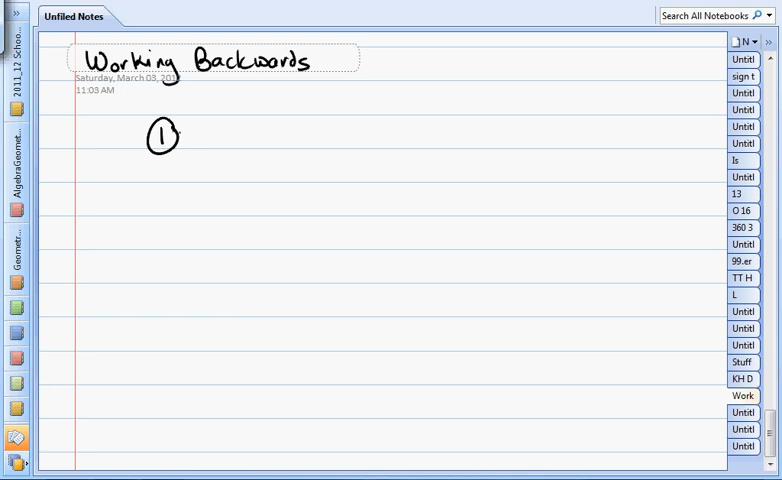 Unfiled Notes
Search All Notebooks
Working Backwards
Saturday, March 03, 201
11:03 AM
1
2011_12 Schoo...
AlgebraGeomet...
Geometr...
N
Untitl
sign t
Untitl
Untitl
Untitl
Untitl
Is
Untitl
13
O 16
360 3
Untitl
99.er
TT H
L
Untitl
Untitl
Untitl
Stuff
KH D
Work
Untitl
Untitl
Untitl